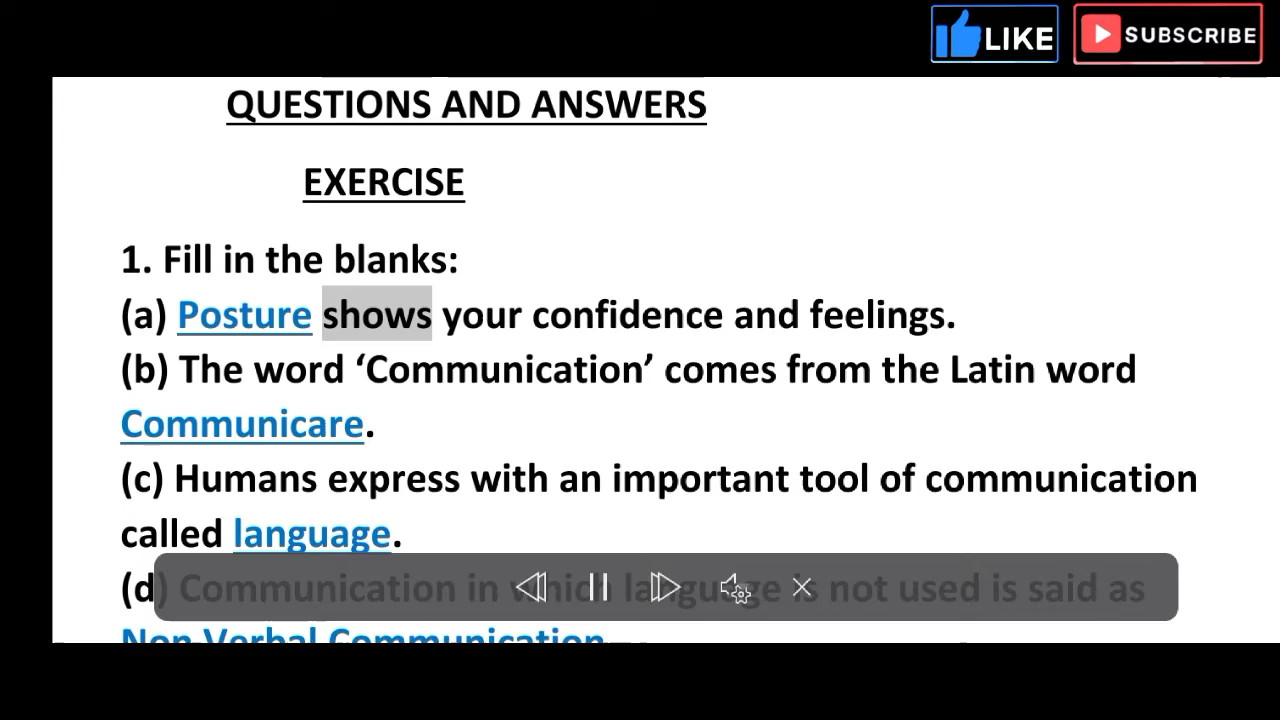 LIKE SUBSCRIBE
QUESTIONS AND ANSWERS
EXERCISE
1. Fill in the blanks:
(a) Posture shows your confidence and feelings.
(b) The word ‘Communication’ comes from the Latin word
Communicare.
(c) Humans express with an important tool of communication
called language.
(d) Communication in which language is not used is said as
Non Verbal Communication